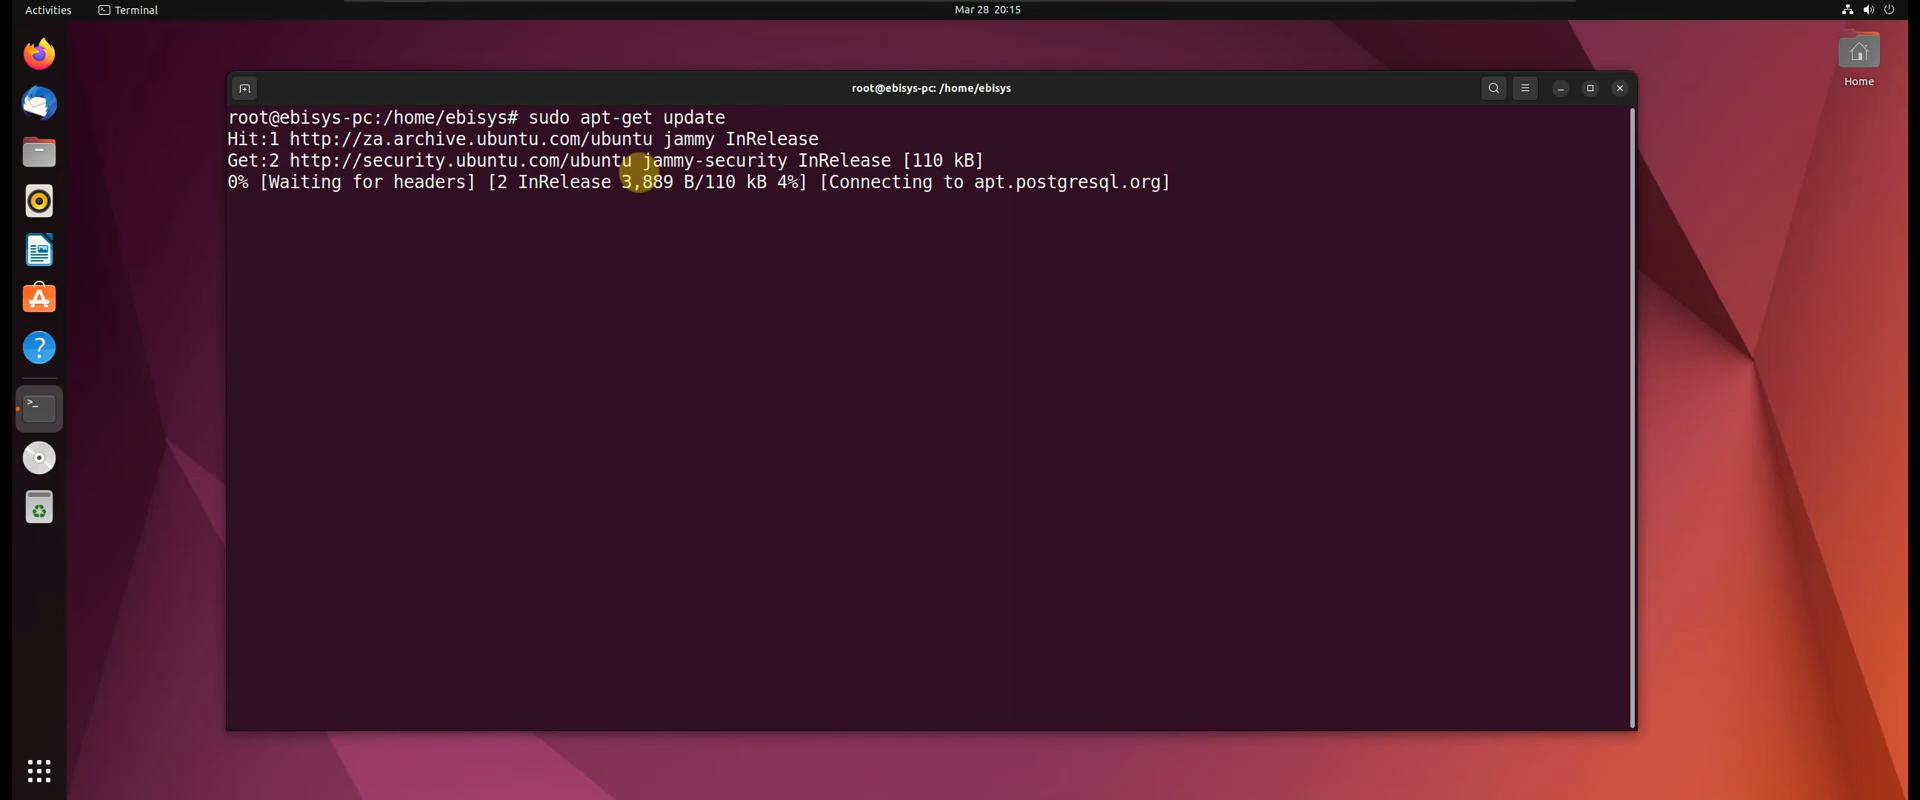 Activities Terminal Mar 28 20:15
root@ebisys-pc: /home/ebisys
root@ebisys-pc:/home/ebisys# sudo apt-get update
Hit:1 http://za.archive.ubuntu.com/ubuntu jammy InRelease
Get:2 http://security.ubuntu.com/ubuntu jammy-security InRelease [110 kB]
0% [Waiting for headers] [2 InRelease 3,889 B/110 kB 4%] [Connecting to apt.postgresql.org]
Home